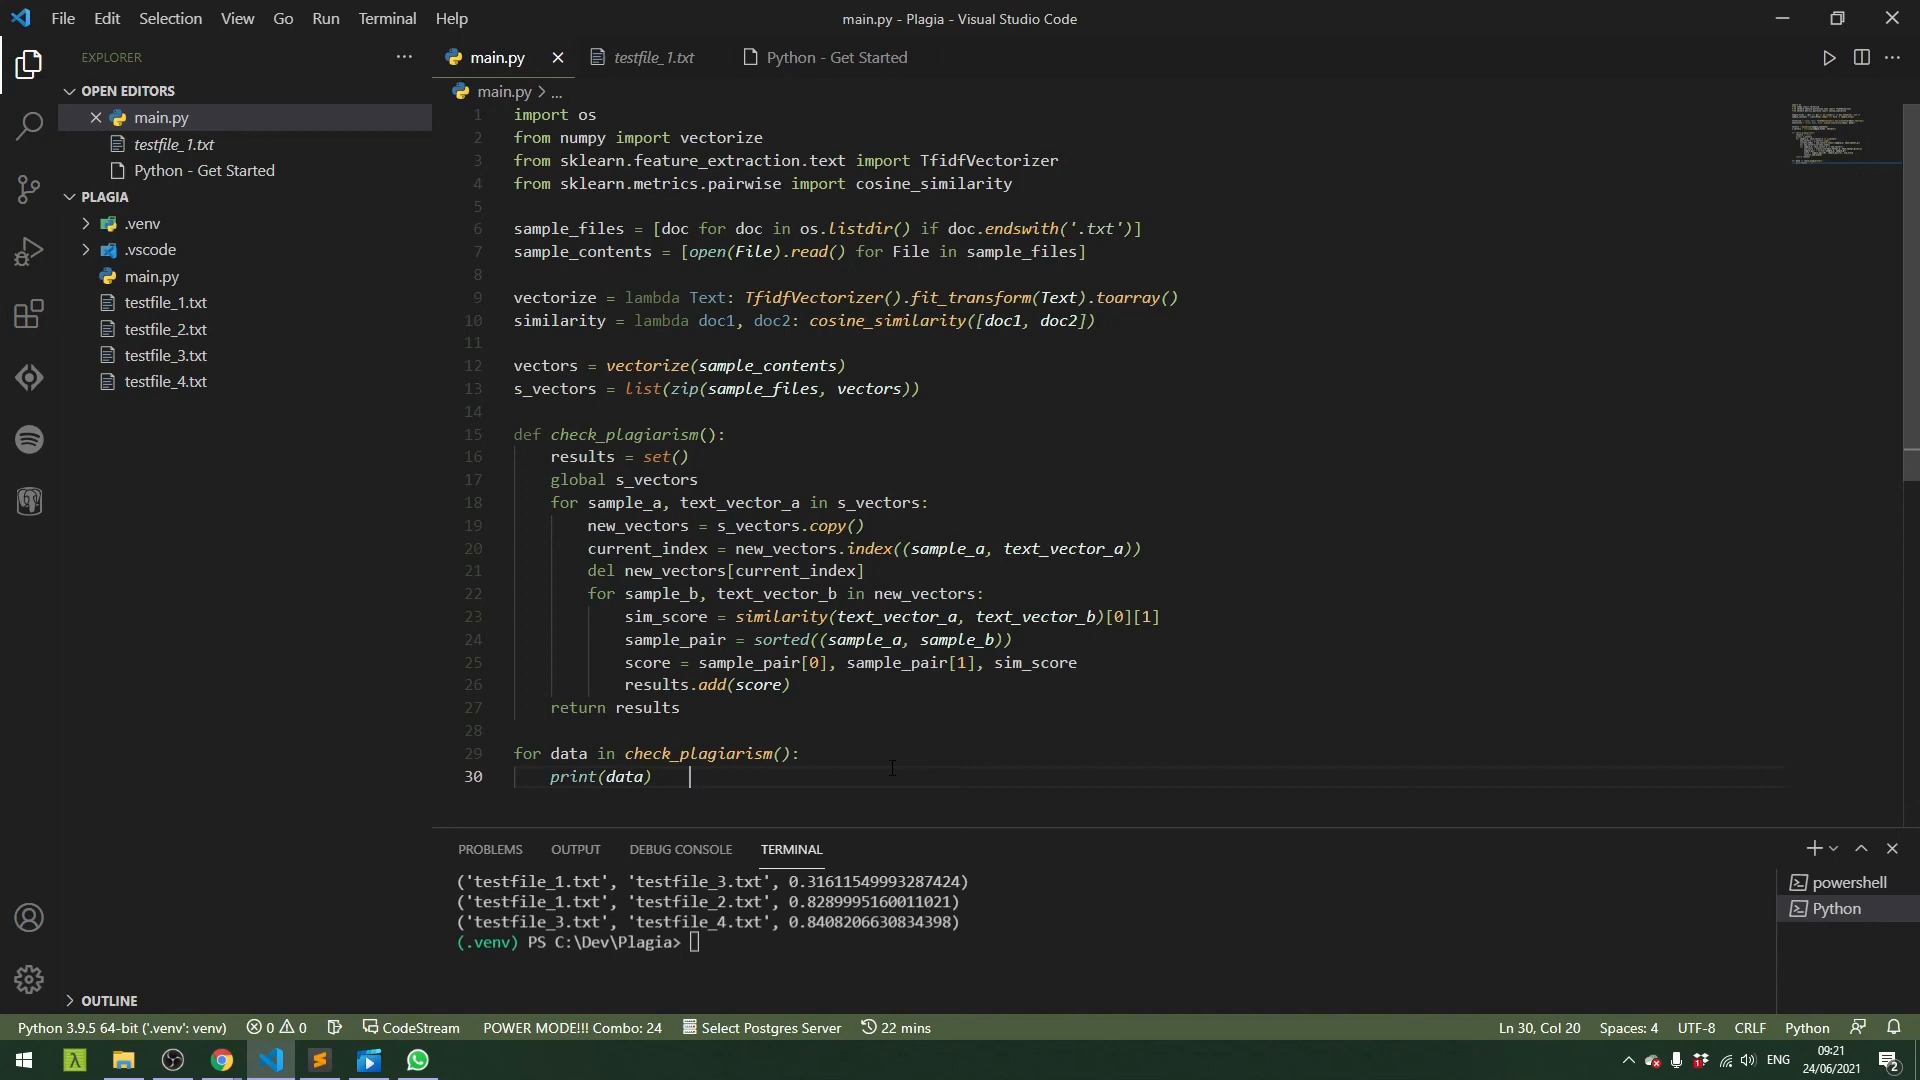 File Edit Selection View Go Run Terminal Help
main.py - Plagia - Visual Studio Code
EXPLORER
OPEN EDITORS
main.py
testfile_1.txt
Python - Get Started
PLAGIA
.venv
.vscode
main.py
testfile_1.txt
testfile_2.txt
testfile_3.txt
testfile_4.txt
OUTLINE
main.py testfile_1.txt Python - Get Started
main.py > ...
1 import os
2 from numpy import vectorize
3 from sklearn.feature_extraction.text import TfidfVectorizer
4 from sklearn.metrics.pairwise import cosine_similarity
5
6 sample_files = [doc for doc in os.listdir() if doc.endswith('.txt')]
7 sample_contents = [open(File).read() for File in sample_files]
8
9 vectorize = lambda Text: TfidfVectorizer().fit_transform(Text).toarray()
10 similarity = lambda doc1, doc2: cosine_similarity([doc1, doc2])
11
12 vectors = vectorize(sample_contents)
13 s_vectors = list(zip(sample_files, vectors))
14
15 def check_plagiarism():
16     results = set()
17     global s_vectors
18     for sample_a, text_vector_a in s_vectors:
19         new_vectors = s_vectors.copy()
20         current_index = new_vectors.index((sample_a, text_vector_a))
21         del new_vectors[current_index]
22         for sample_b, text_vector_b in new_vectors:
23             sim_score = similarity(text_vector_a, text_vector_b)[0][1]
24             sample_pair = sorted((sample_a, sample_b))
25             score = sample_pair[0], sample_pair[1], sim_score
26             results.add(score)
27     return results
28
29 for data in check_plagiarism():
30     print(data)
PROBLEMS OUTPUT DEBUG CONSOLE TERMINAL
('testfile_1.txt', 'testfile_3.txt', 0.31611549993287424)
('testfile_1.txt', 'testfile_2.txt', 0.8289995160011021)
('testfile_3.txt', 'testfile_4.txt', 0.8408206630834398)
(.venv) PS C:\Dev\Plagia>
powershell
Python
Python 3.9.5 64-bit ('.venv': venv) 0 0 CodeStream POWER MODE!!! Combo: 24 Select Postgres Server 22 mins Ln 30, Col 20 Spaces: 4 UTF-8 CRLF Python
ENG
09:21
24/06/2021
2